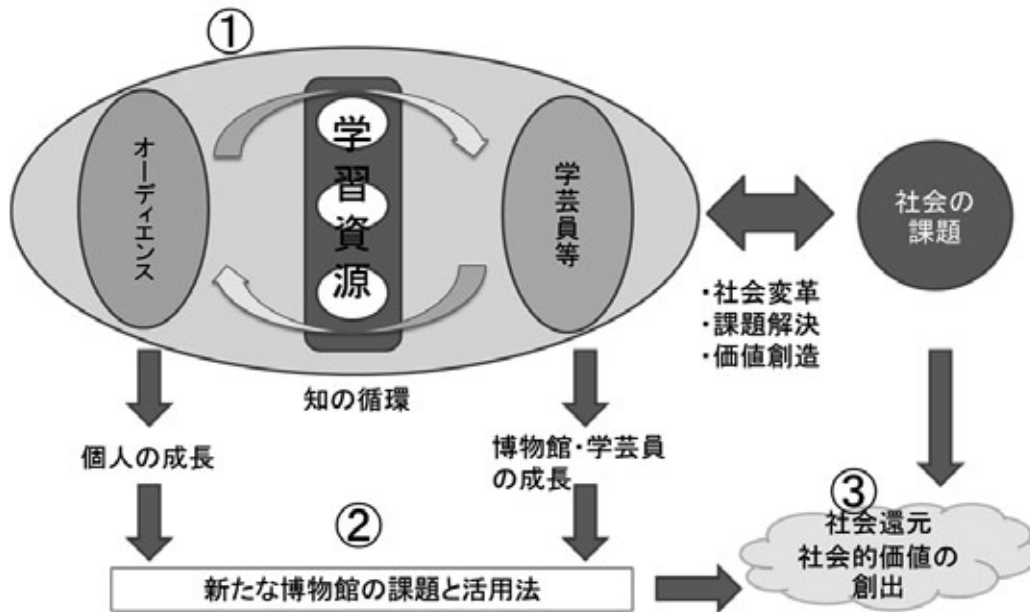 ①
オーディエンス
学習資源
学芸員等
社会の
課題
・社会変革
・課題解決
・価値創造
知の循環
個人の成長
博物館・学芸員
の成長
②
新たな博物館の課題と活用法
③
社会還元
社会的価値の
創出